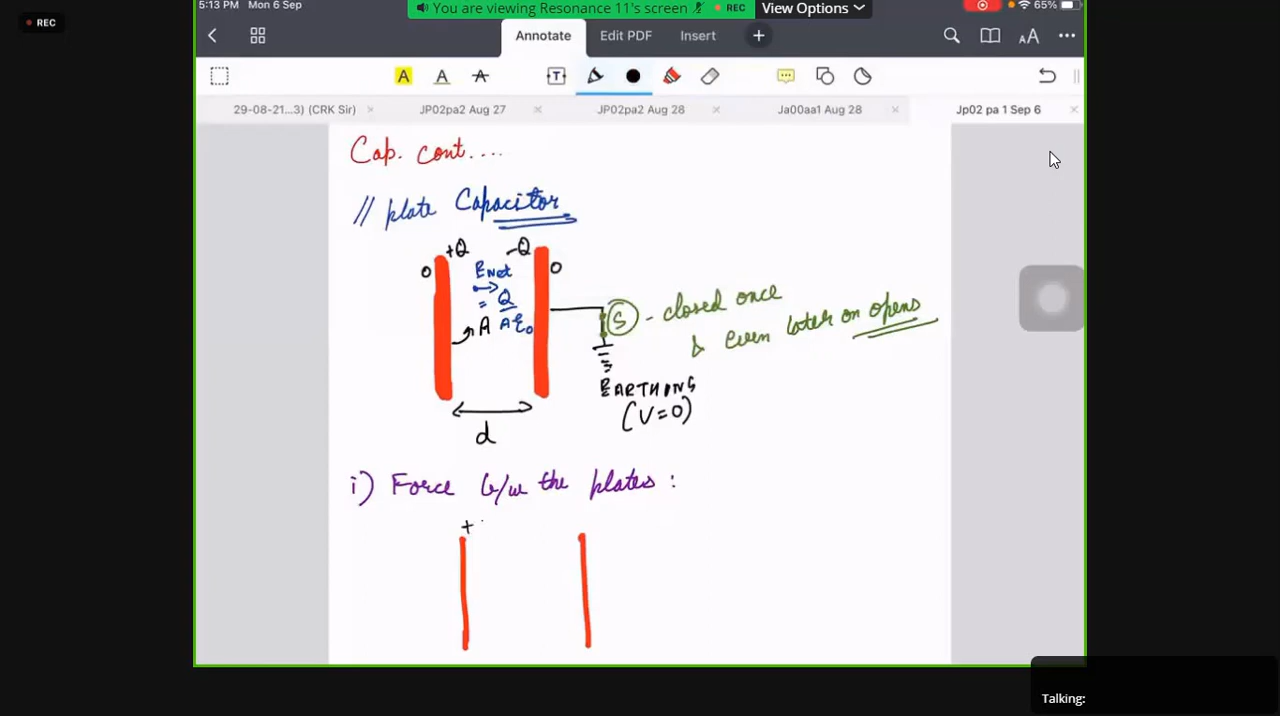 REC
5:13 PM Mon 6 Sep
You are viewing Resonance 11's screen
REC
View Options
65%
Annotate
Edit PDF
Insert
AA
A A A T
29-08-21...3) (CRK Sir) ×
JP02pa2 Aug 27 ×
JP02pa2 Aug 28 ×
Ja00aa1 Aug 28 ×
Jp02 pa 1 Sep 6 ×
Cap. cont....
// plate Capacitor
+Q -Q
0 0
Enet
= Q
Aε₀
A
S - closed once
& even later on opens
EARTHING
(V=0)
d
i) Force b/w the plates :
+
Talking: